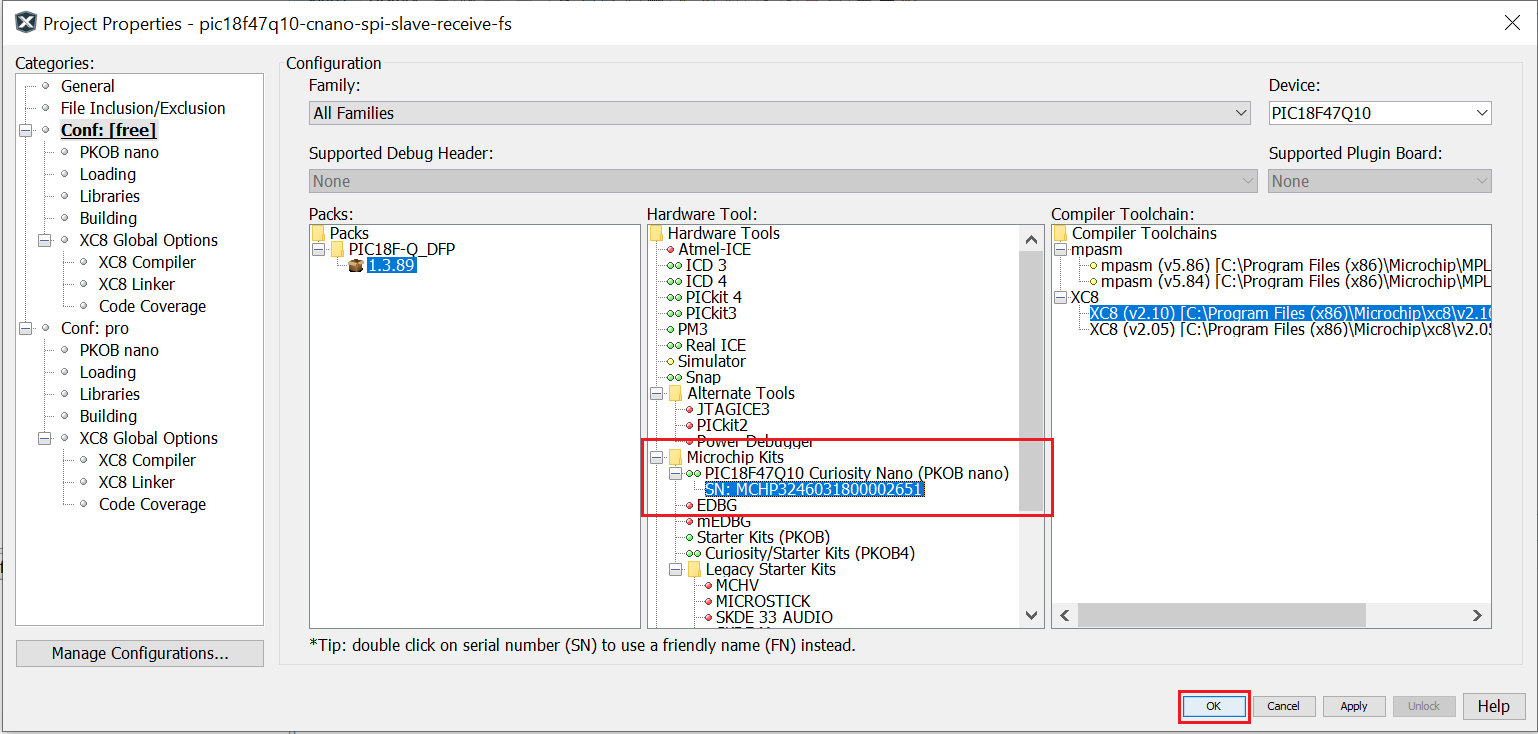 Project Properties - pic18f47q10-cnano-spi-slave-receive-fs
Categories:
General
File Inclusion/Exclusion
Conf: [free]
PKOB nano
Loading
Libraries
Building
XC8 Global Options
XC8 Compiler
XC8 Linker
Code Coverage
Conf: pro
PKOB nano
Loading
Libraries
Building
XC8 Global Options
XC8 Compiler
XC8 Linker
Code Coverage
Manage Configurations...
Configuration
Family:
All Families
Device:
PIC18F47Q10
Supported Debug Header:
None
Supported Plugin Board:
None
Packs:
Packs
PIC18F-Q_DFP
1.3.89
Hardware Tool:
Hardware Tools
Atmel-ICE
ICD 3
ICD 4
PICkit 4
PICkit3
PM3
Real ICE
Simulator
Snap
Alternate Tools
JTAGICE3
PICkit2
Power Debugger
Microchip Kits
PIC18F47Q10 Curiosity Nano (PKOB nano)
SN: MCHP3246031800002651
EDBG
mEDBG
Starter Kits (PKOB)
Curiosity/Starter Kits (PKOB4)
Legacy Starter Kits
MCHV
MICROSTICK
SKDE 33 AUDIO
Compiler Toolchain:
Compiler Toolchains
mpasm
mpasm (v5.86) [C:\Program Files (x86)\Microchip\MPL
mpasm (v5.84) [C:\Program Files (x86)\Microchip\MPL
XC8
XC8 (v2.10) [C:\Program Files (x86)\Microchip\xc8\v2.10
XC8 (v2.05) [C:\Program Files (x86)\Microchip\xc8\v2.05
*Tip: double click on serial number (SN) to use a friendly name (FN) instead.
OK
Cancel
Apply
Unlock
Help